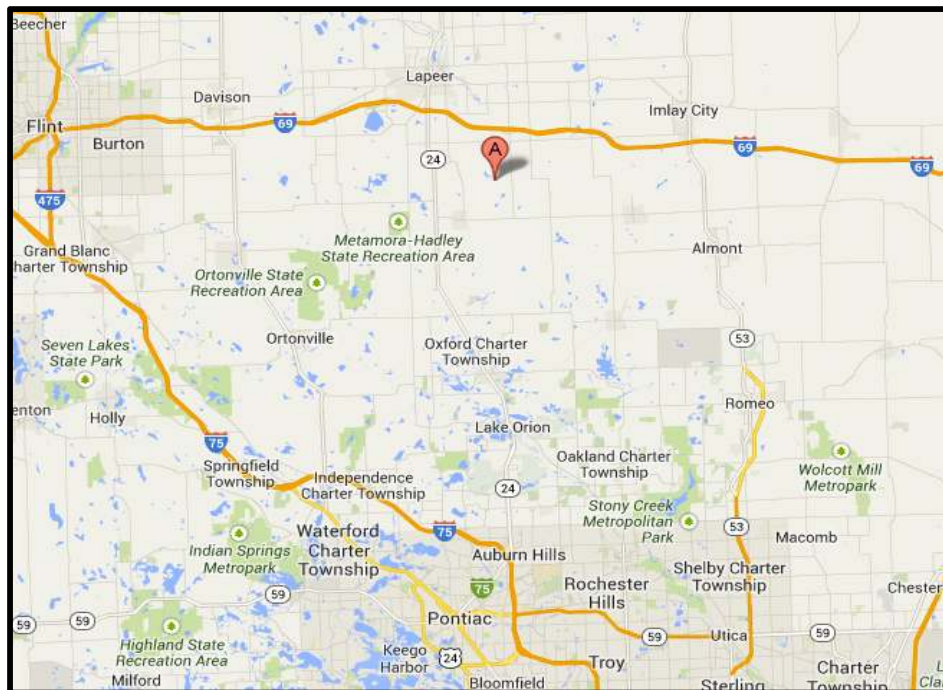 Beecher
Lapeer
Davison
Imlay City
Flint
69
Burton
24
A
69
69
475
Grand Blanc
harter Township
Metamora-Hadley
State Recreation Area
Almont
Ortonville State
Recreation Area
Seven Lakes
State Park
Ortonville
Oxford Charter
Township
53
enton
Holly
Romeo
Lake Orion
75
Springfield
Township
Independence
Charter Township
Oakland Charter
Township
Wolcott Mill
Metropark
24
Stony Creek
Metropolitan
Park
Indian Springs
Metropark
Waterford
Charter
Township
75
Auburn Hills
53
Macomb
Shelby Charter
Township
75
Rochester
Hills
Chester
59
59
Pontiac
59
Utica
59
Highland State
Recreation Area
Keego
Harbor
24
Troy
Milford
Bloomfield
Sterling
Charter
Township
L
Cla